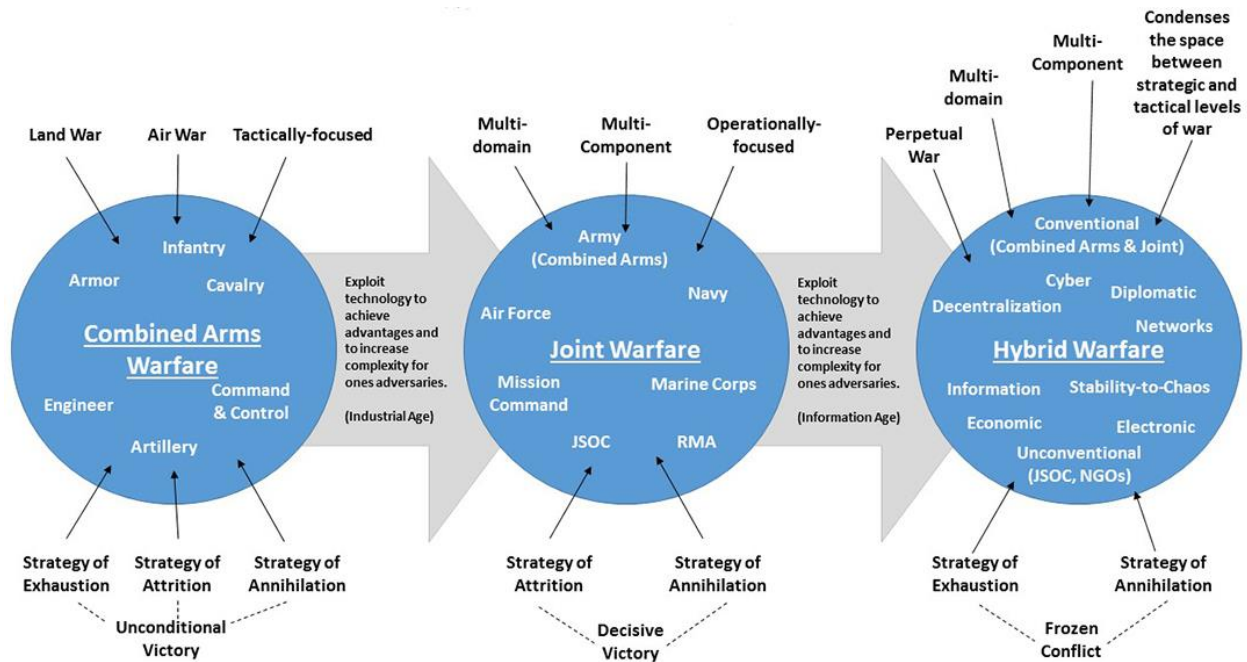 Land War
Air War
Tactically-focused
Infantry
Armor
Cavalry
Combined Arms
Warfare
Engineer
Command
& Control
Artillery
Strategy of
Exhaustion
Strategy of
Attrition
Strategy of
Annihilation
Unconditional
Victory
Exploit
technology to
achieve
advantages and
to increase
complexity for
ones adversaries.
(Industrial Age)
Multi-
domain
Multi-
Component
Operationally-
focused
Army
(Combined Arms)
Navy
Air Force
Joint Warfare
Mission
Command
Marine Corps
JSOC
RMA
Strategy of
Attrition
Strategy of
Annihilation
Decisive
Victory
Exploit
technology to
achieve
advantages and
to increase
complexity for
ones adversaries.
(Information Age)
Perpetual
War
Multi-
domain
Multi-
Component
Condenses
the space
between
strategic and
tactical levels
of war
Conventional
(Combined Arms & Joint)
Cyber
Decentralization
Diplomatic
Networks
Hybrid Warfare
Information
Stability-to-Chaos
Economic
Electronic
Unconventional
(JSOC, NGOs)
Strategy of
Exhaustion
Strategy of
Annihilation
Frozen
Conflict